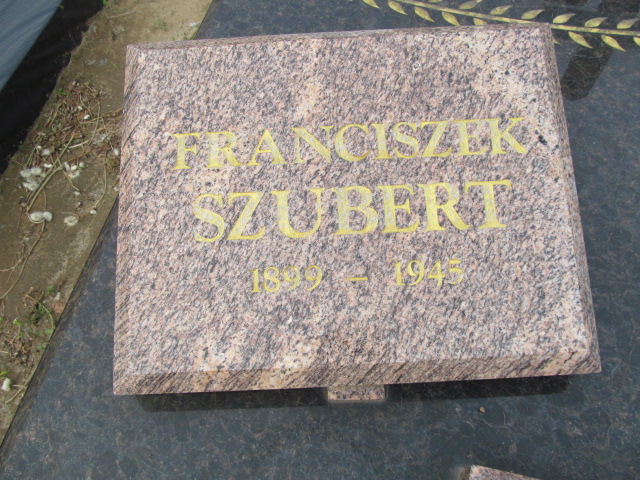 FRANCISZEK
SZUBERT
1899 – 1945